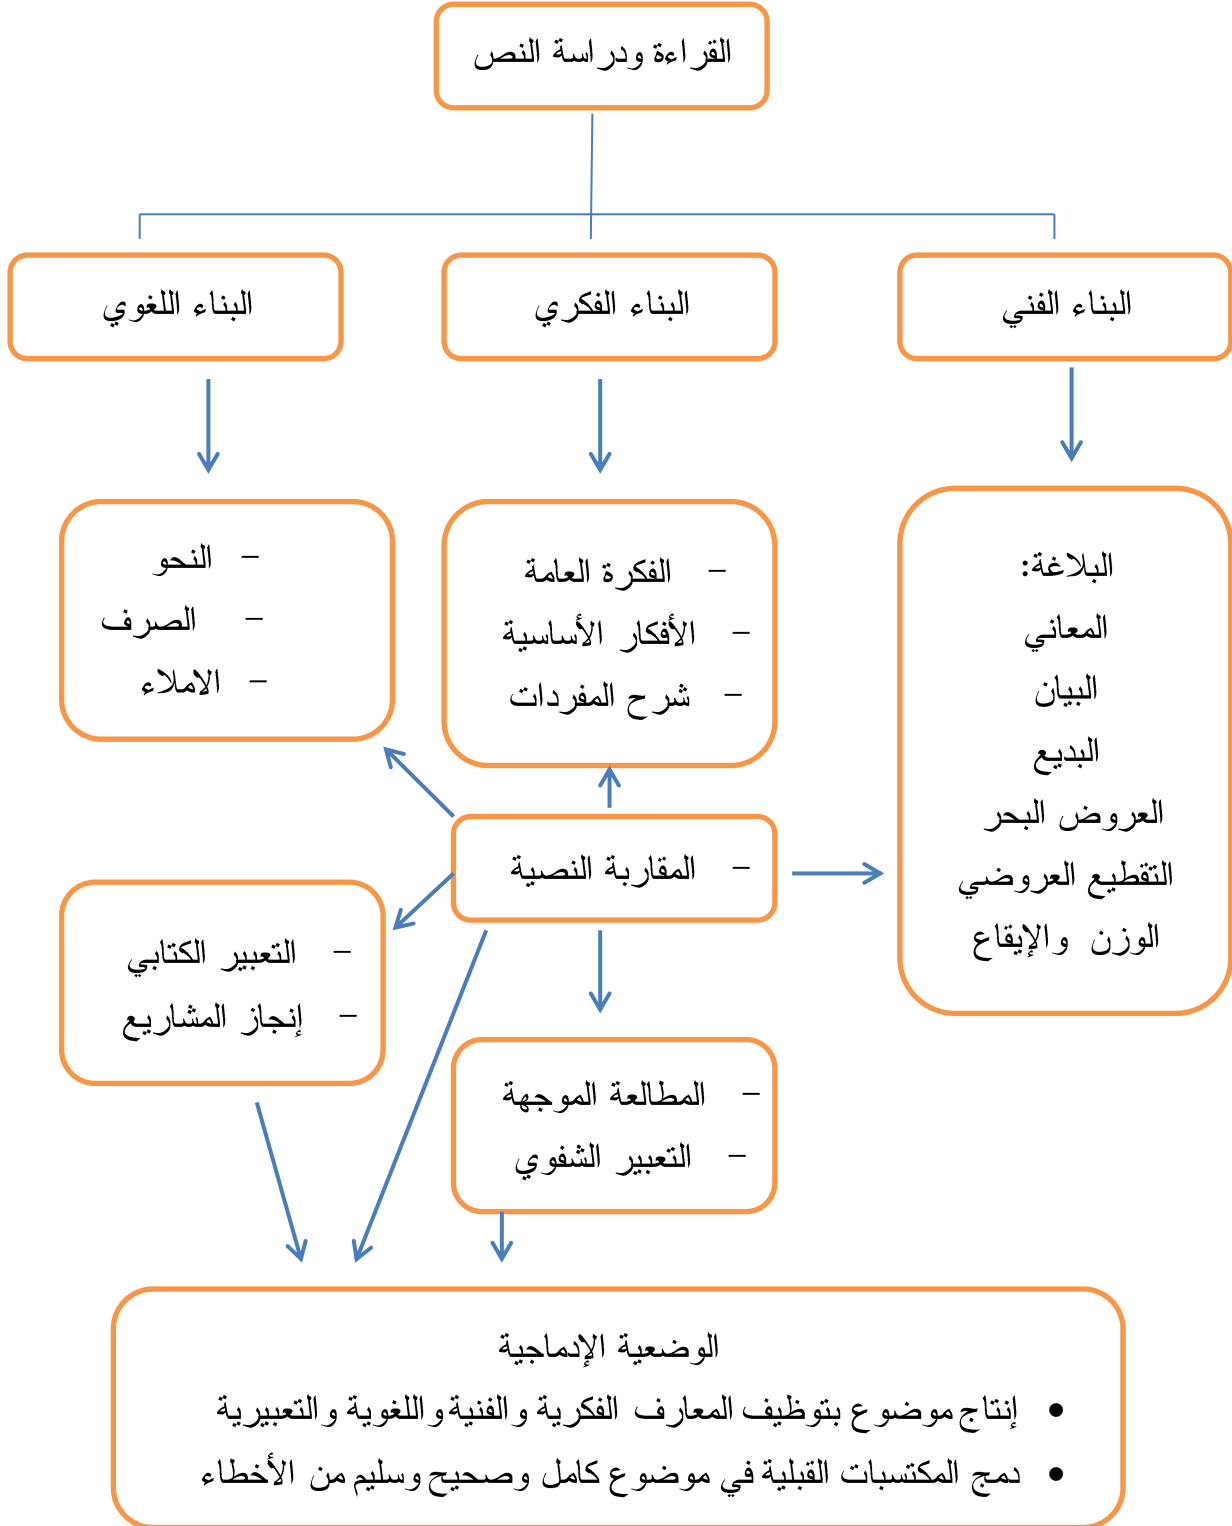 القراءة ودراسة النص
البناء الفني
البناء الفكري
البناء اللغوي
البلاغة:
المعاني
البيان
البديع
العروض البحر
التقطيع العروضي
الوزن والإيقاع
- الفكرة العامة
- الأفكار الأساسية
- شرح المفردات
- النحو
- الصرف
- الاملاء
- المقاربة النصية
- التعبير الكتابي
- إنجاز المشاريع
- المطالعة الموجهة
- التعبير الشفوي
الوضعية الإدماجية
• إنتاج موضوع بتوظيف المعارف الفكرية والفنية واللغوية والتعبيرية
• دمج المكتسبات القبلية في موضوع كامل وصحيح وسليم من الأخطاء